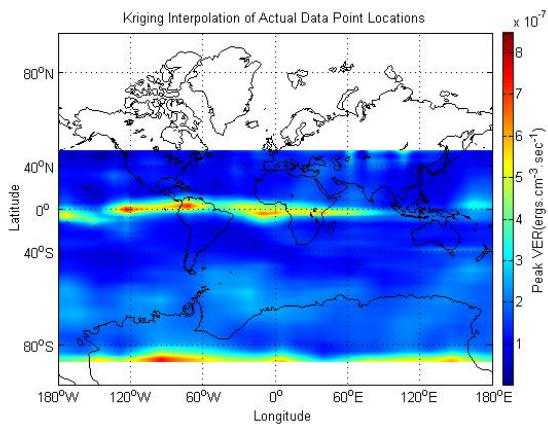 Kriging Interpolation of Actual Data Point Locations
x 10⁻⁷
80°N
40°N
0°
40°S
80°S
Latitude
180°W 120°W 60°W 0° 60°E 120°E 180°E
Longitude
8
7
6
5
4
3
2
1
Peak VER(ergs.cm⁻³.sec⁻¹)